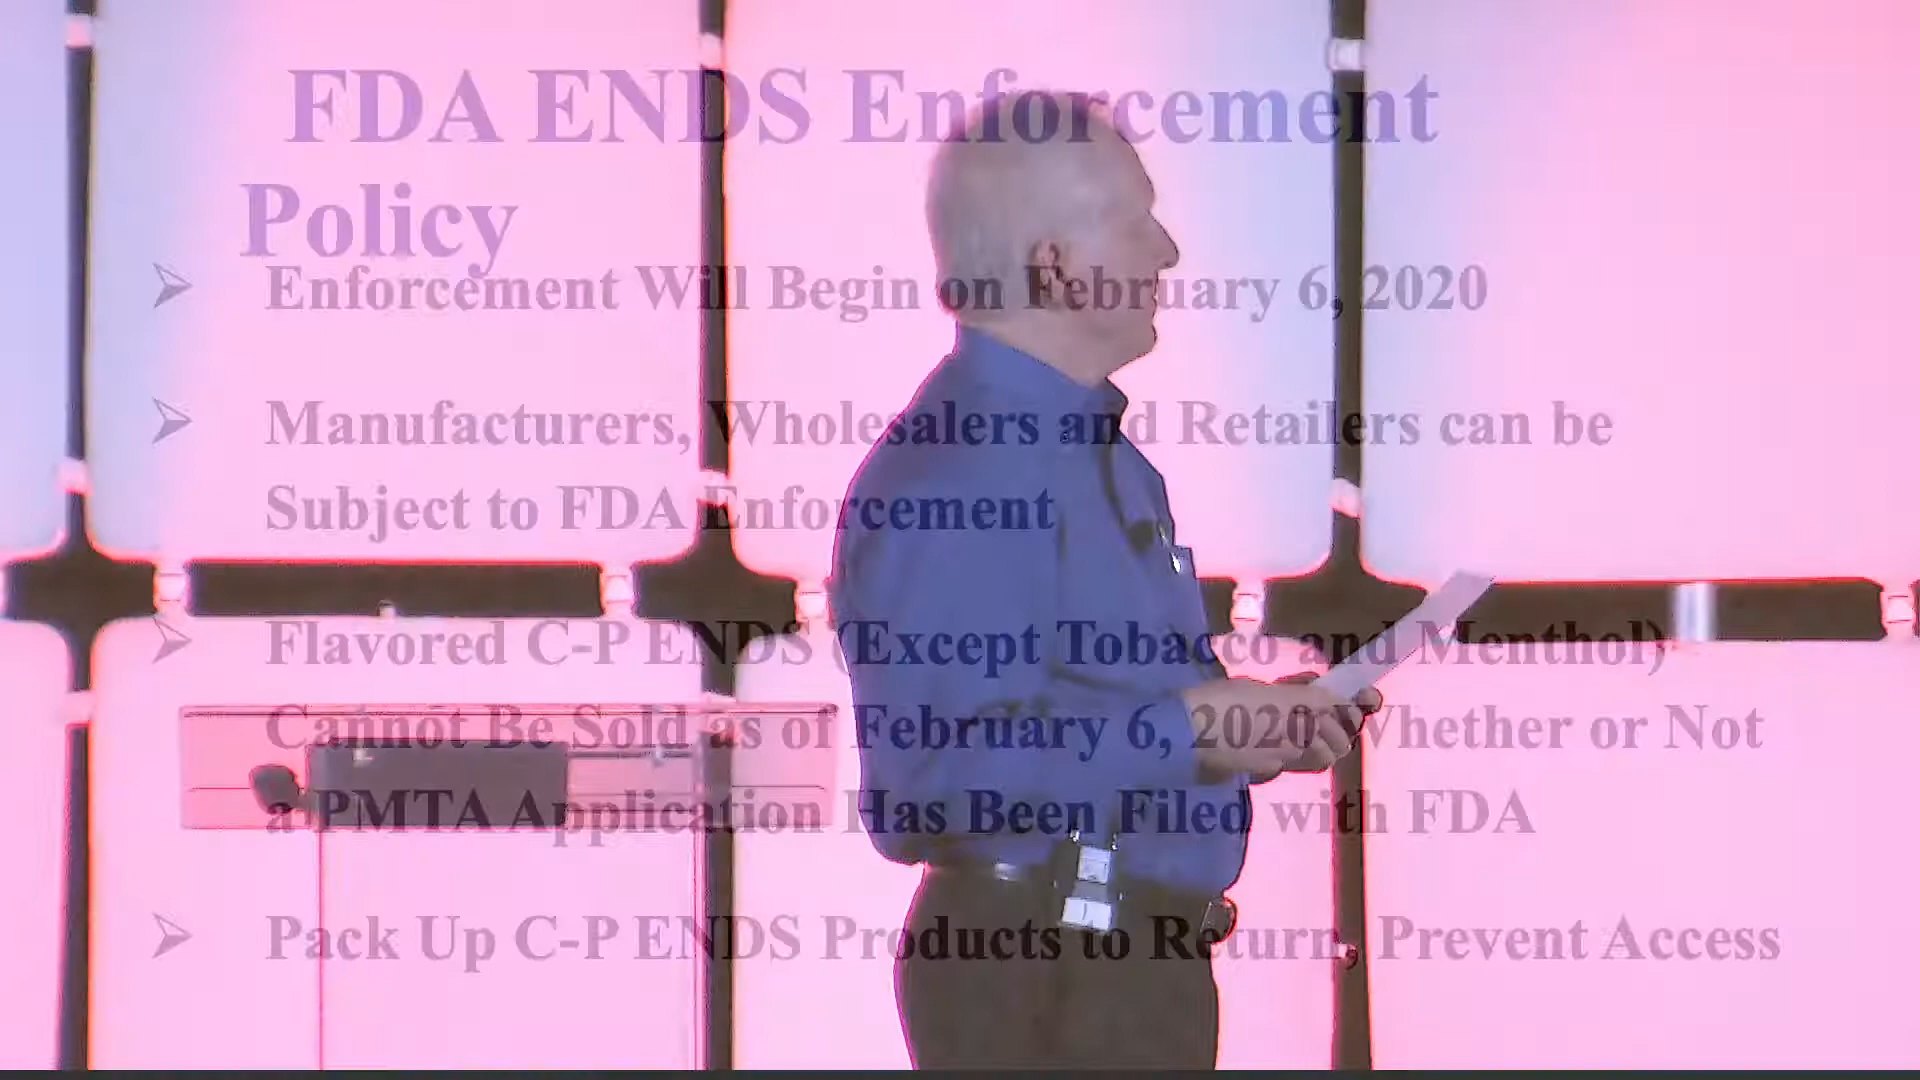 FDA ENDS Enforcement
Policy
Enforcement Will Begin on February 6, 2020
Manufacturers, Wholesalers and Retailers can be
Subject to FDA Enforcement
Flavored C-P ENDS (Except Tobacco and Menthol)
Cannot Be Sold as of February 6, 2020 Whether or Not
a PMTA Application Has Been Filed with FDA
Pack Up C-P ENDS Products to Return, Prevent Access